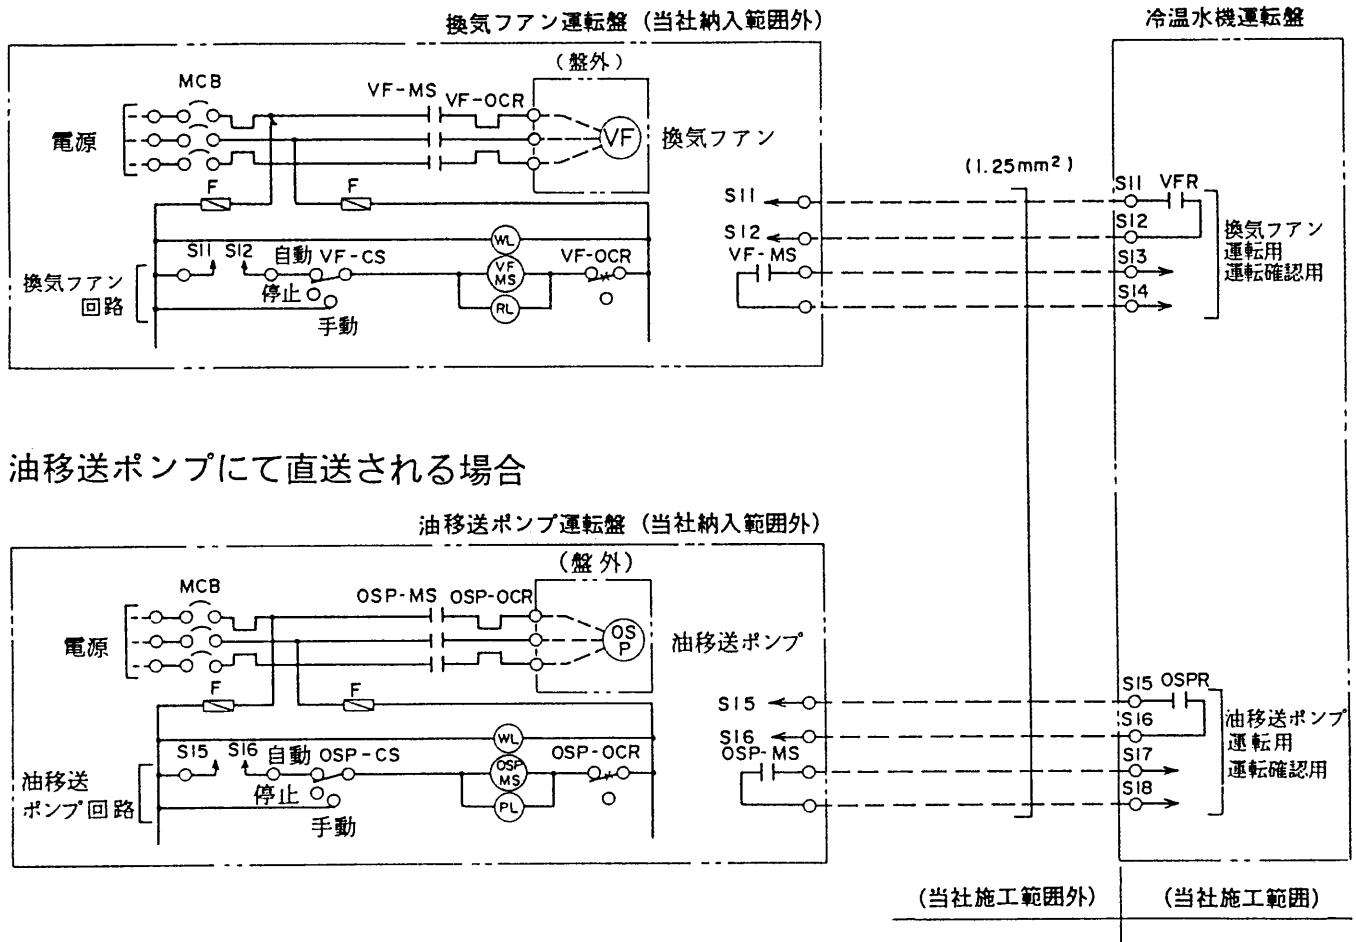 換気フアン運転盤（当社納入範囲外）
冷温水機運転盤
（盤外）
MCB
VF-MS
VF-OCR
電源
VF
換気フアン
F
F
(1.25mm²)
S11
S12
VF-MS
S11
VFR
S12
S13
S14
換気フアン
運転用
運転確認用
WL
S11
S12
自動
VF-CS
VF
MS
VF-OCR
換気フアン
回路
停止
手動
RL
油移送ポンプにて直送される場合
油移送ポンプ運転盤（当社納入範囲外）
（盤外）
MCB
OSP-MS
OSP-OCR
電源
OS
P
油移送ポンプ
F
F
S15
S16
OSP-MS
S15
OSPR
S16
S17
S18
油移送ポンプ
運転用
運転確認用
WL
S15
S16
自動
OSP-CS
OSP
MS
OSP-OCR
油移送
ポンプ回路
停止
手動
PL
（当社施工範囲外）
（当社施工範囲）